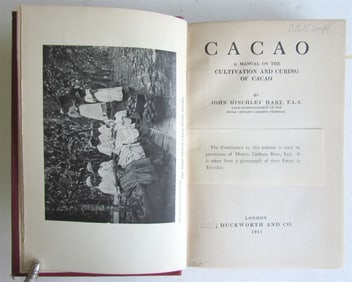 CACAO
A MANUAL ON THE
CULTIVATION AND CURING
OF CACAO
BY
JOHN HINCHLEY HART, F.L.S.
LATE SUPERINTENDENT OF THE
ROYAL BOTANIC GARDENS, TRINIDAD
The Frontispiece to this volume is used by
permission of Messrs. Cadbury Bros., Ltd. It
is taken from a photograph of their Estate in
Trinidad.
LONDON
DUCKWORTH AND CO.
1911